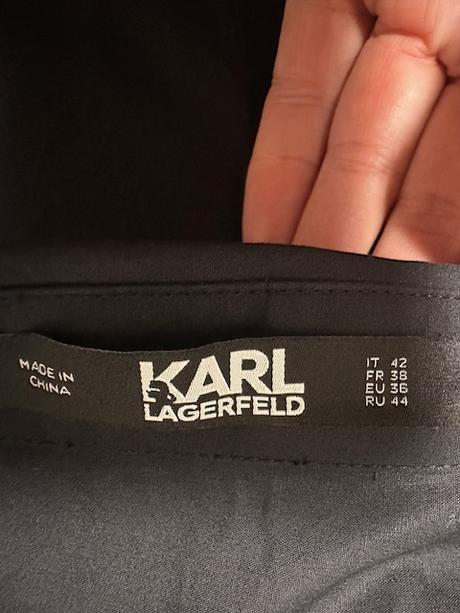 MADE IN
CHINA
KARL
LAGERFELD
IT 42
FR 38
EU 36
RU 44